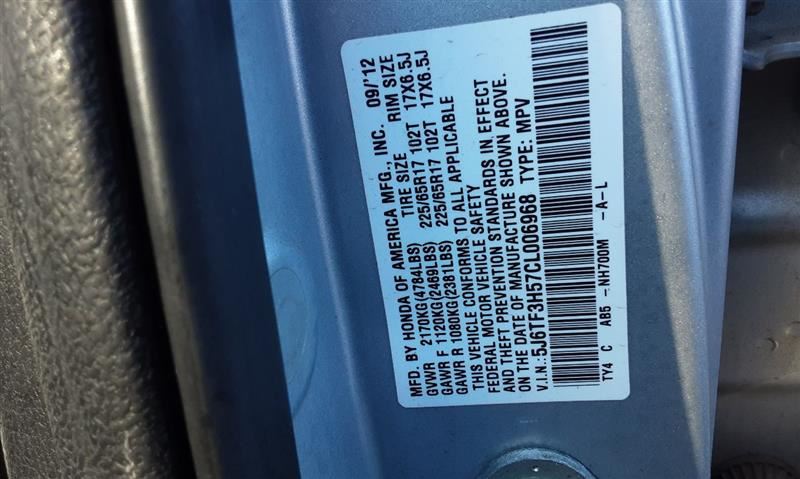 MFD. BY HONDA OF AMERICA MFG., INC. 09/'12
GVWR 2170KG(4784LBS) TIRE SIZE RIM SIZE
GAWR F 1120KG(2469LBS) 225/65R17 102T 17X6.5J
GAWR R 1080KG(2381LBS) 225/65R17 102T 17X6.5J
THIS VEHICLE CONFORMS TO ALL APPLICABLE
FEDERAL MOTOR VEHICLE SAFETY
AND THEFT PREVENTION STANDARDS IN EFFECT
ON THE DATE OF MANUFACTURE SHOWN ABOVE.
V.I.N.:5J6TF3H57CL006968 TYPE: MPV
TY4 C AB5 -NH700M -A-L